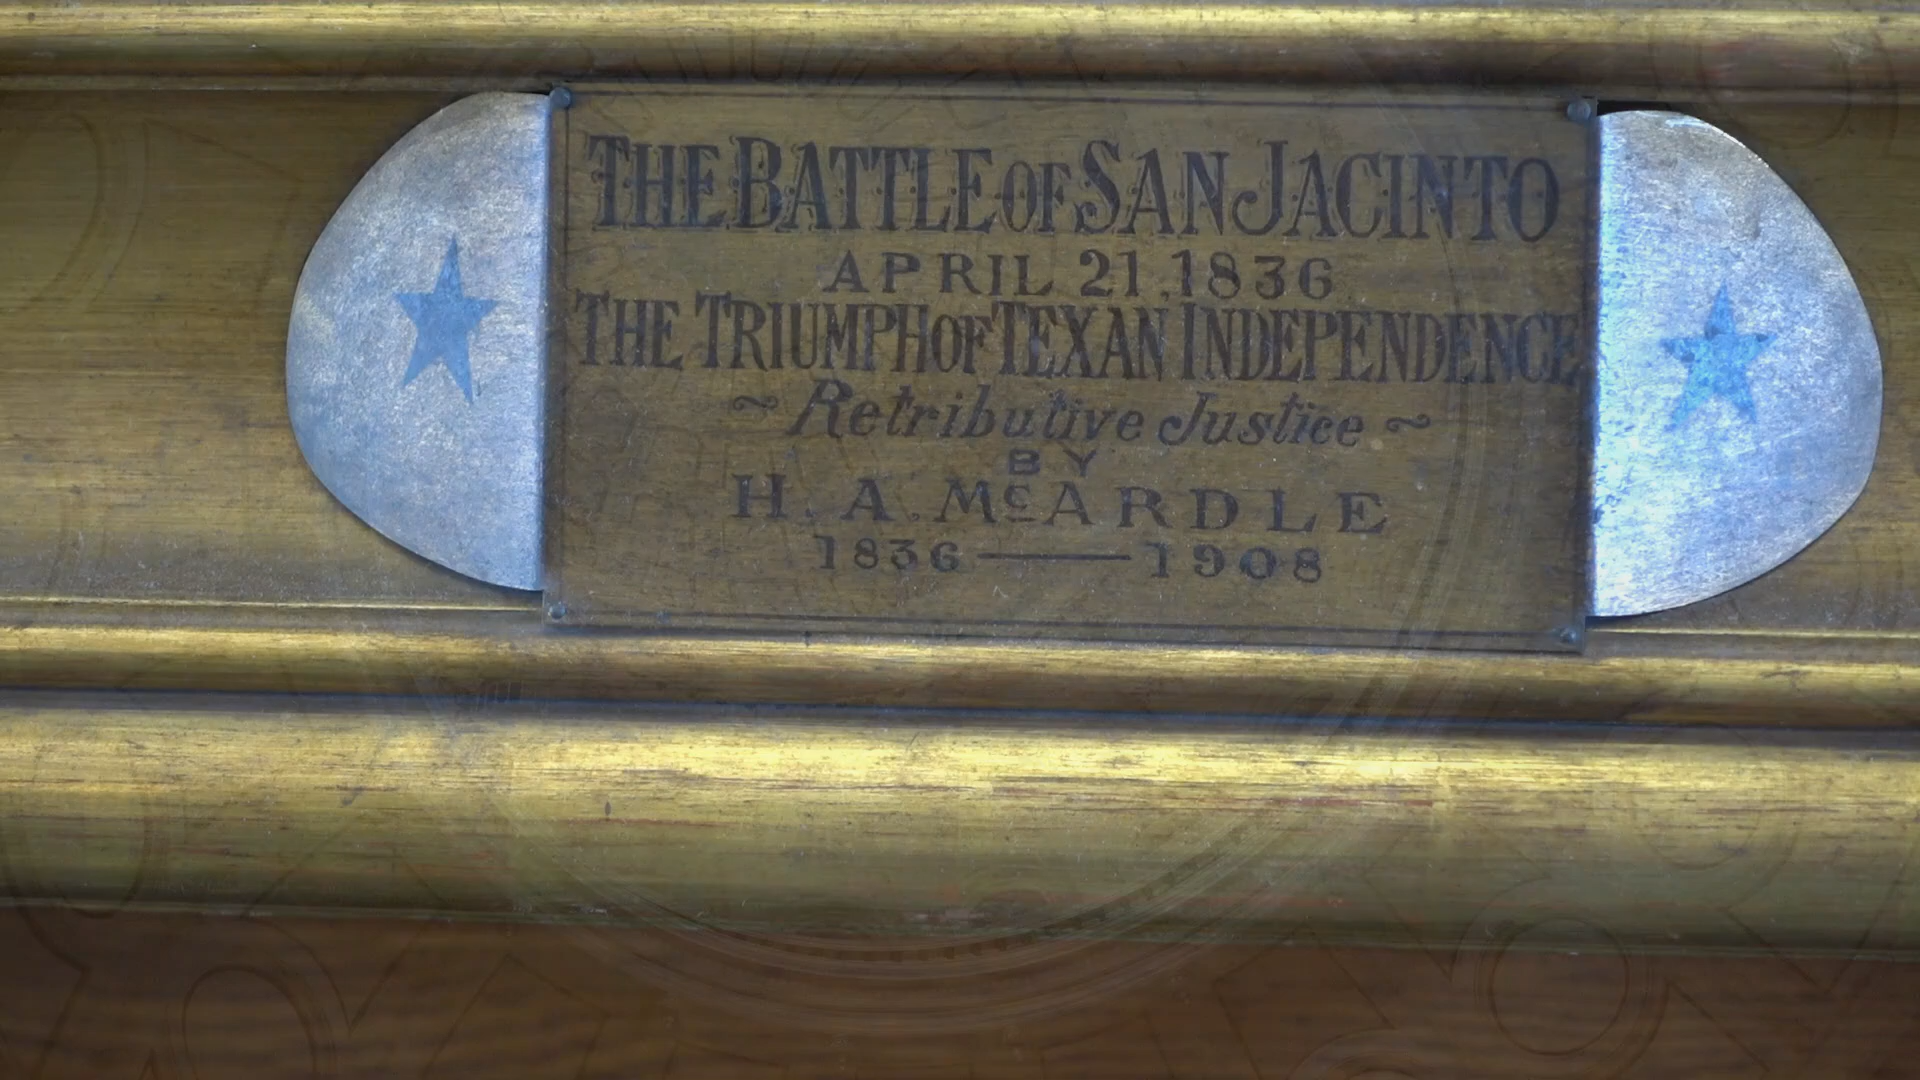 THE BATTLE OF SAN JACINTO
APRIL 21, 1836
THE TRIUMPH OF TEXAN INDEPENDENCE
~ Retributive Justice ~
BY
H. A. McARDLE
1836 — 1908